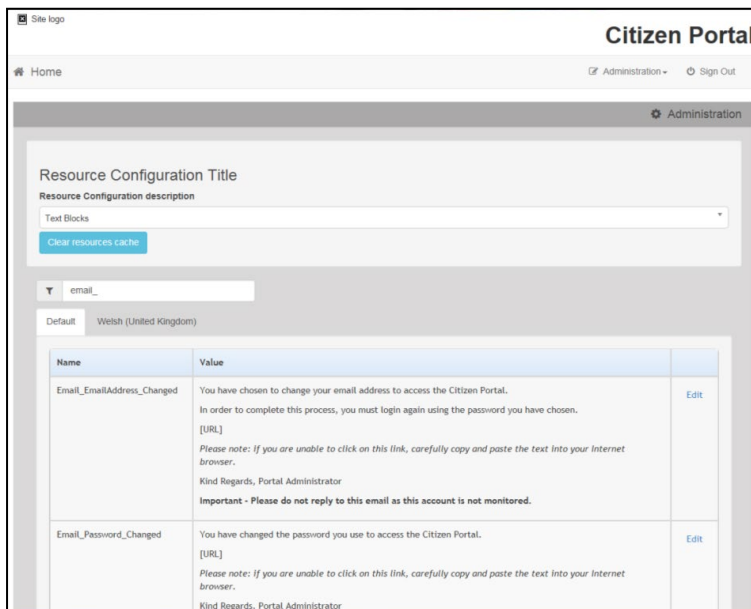 Site logo
Citizen Portal
Home
Administration
Sign Out
Administration
Resource Configuration Title
Resource Configuration description
Text Blocks
Clear resources cache
email_
Default
Welsh (United Kingdom)
Name
Value
Email_EmailAddress_Changed
You have chosen to change your email address to access the Citizen Portal.
Edit
In order to complete this process, you must login again using the password you have chosen.
[URL]
Please note: if you are unable to click on this link, carefully copy and paste the text into your Internet
browser.
Kind Regards, Portal Administrator
Important - Please do not reply to this email as this account is not monitored.
Email_Password_Changed
You have changed the password you use to access the Citizen Portal.
Edit
[URL]
Please note: if you are unable to click on this link, carefully copy and paste the text into your Internet
browser.
Kind Regards, Portal Administrator